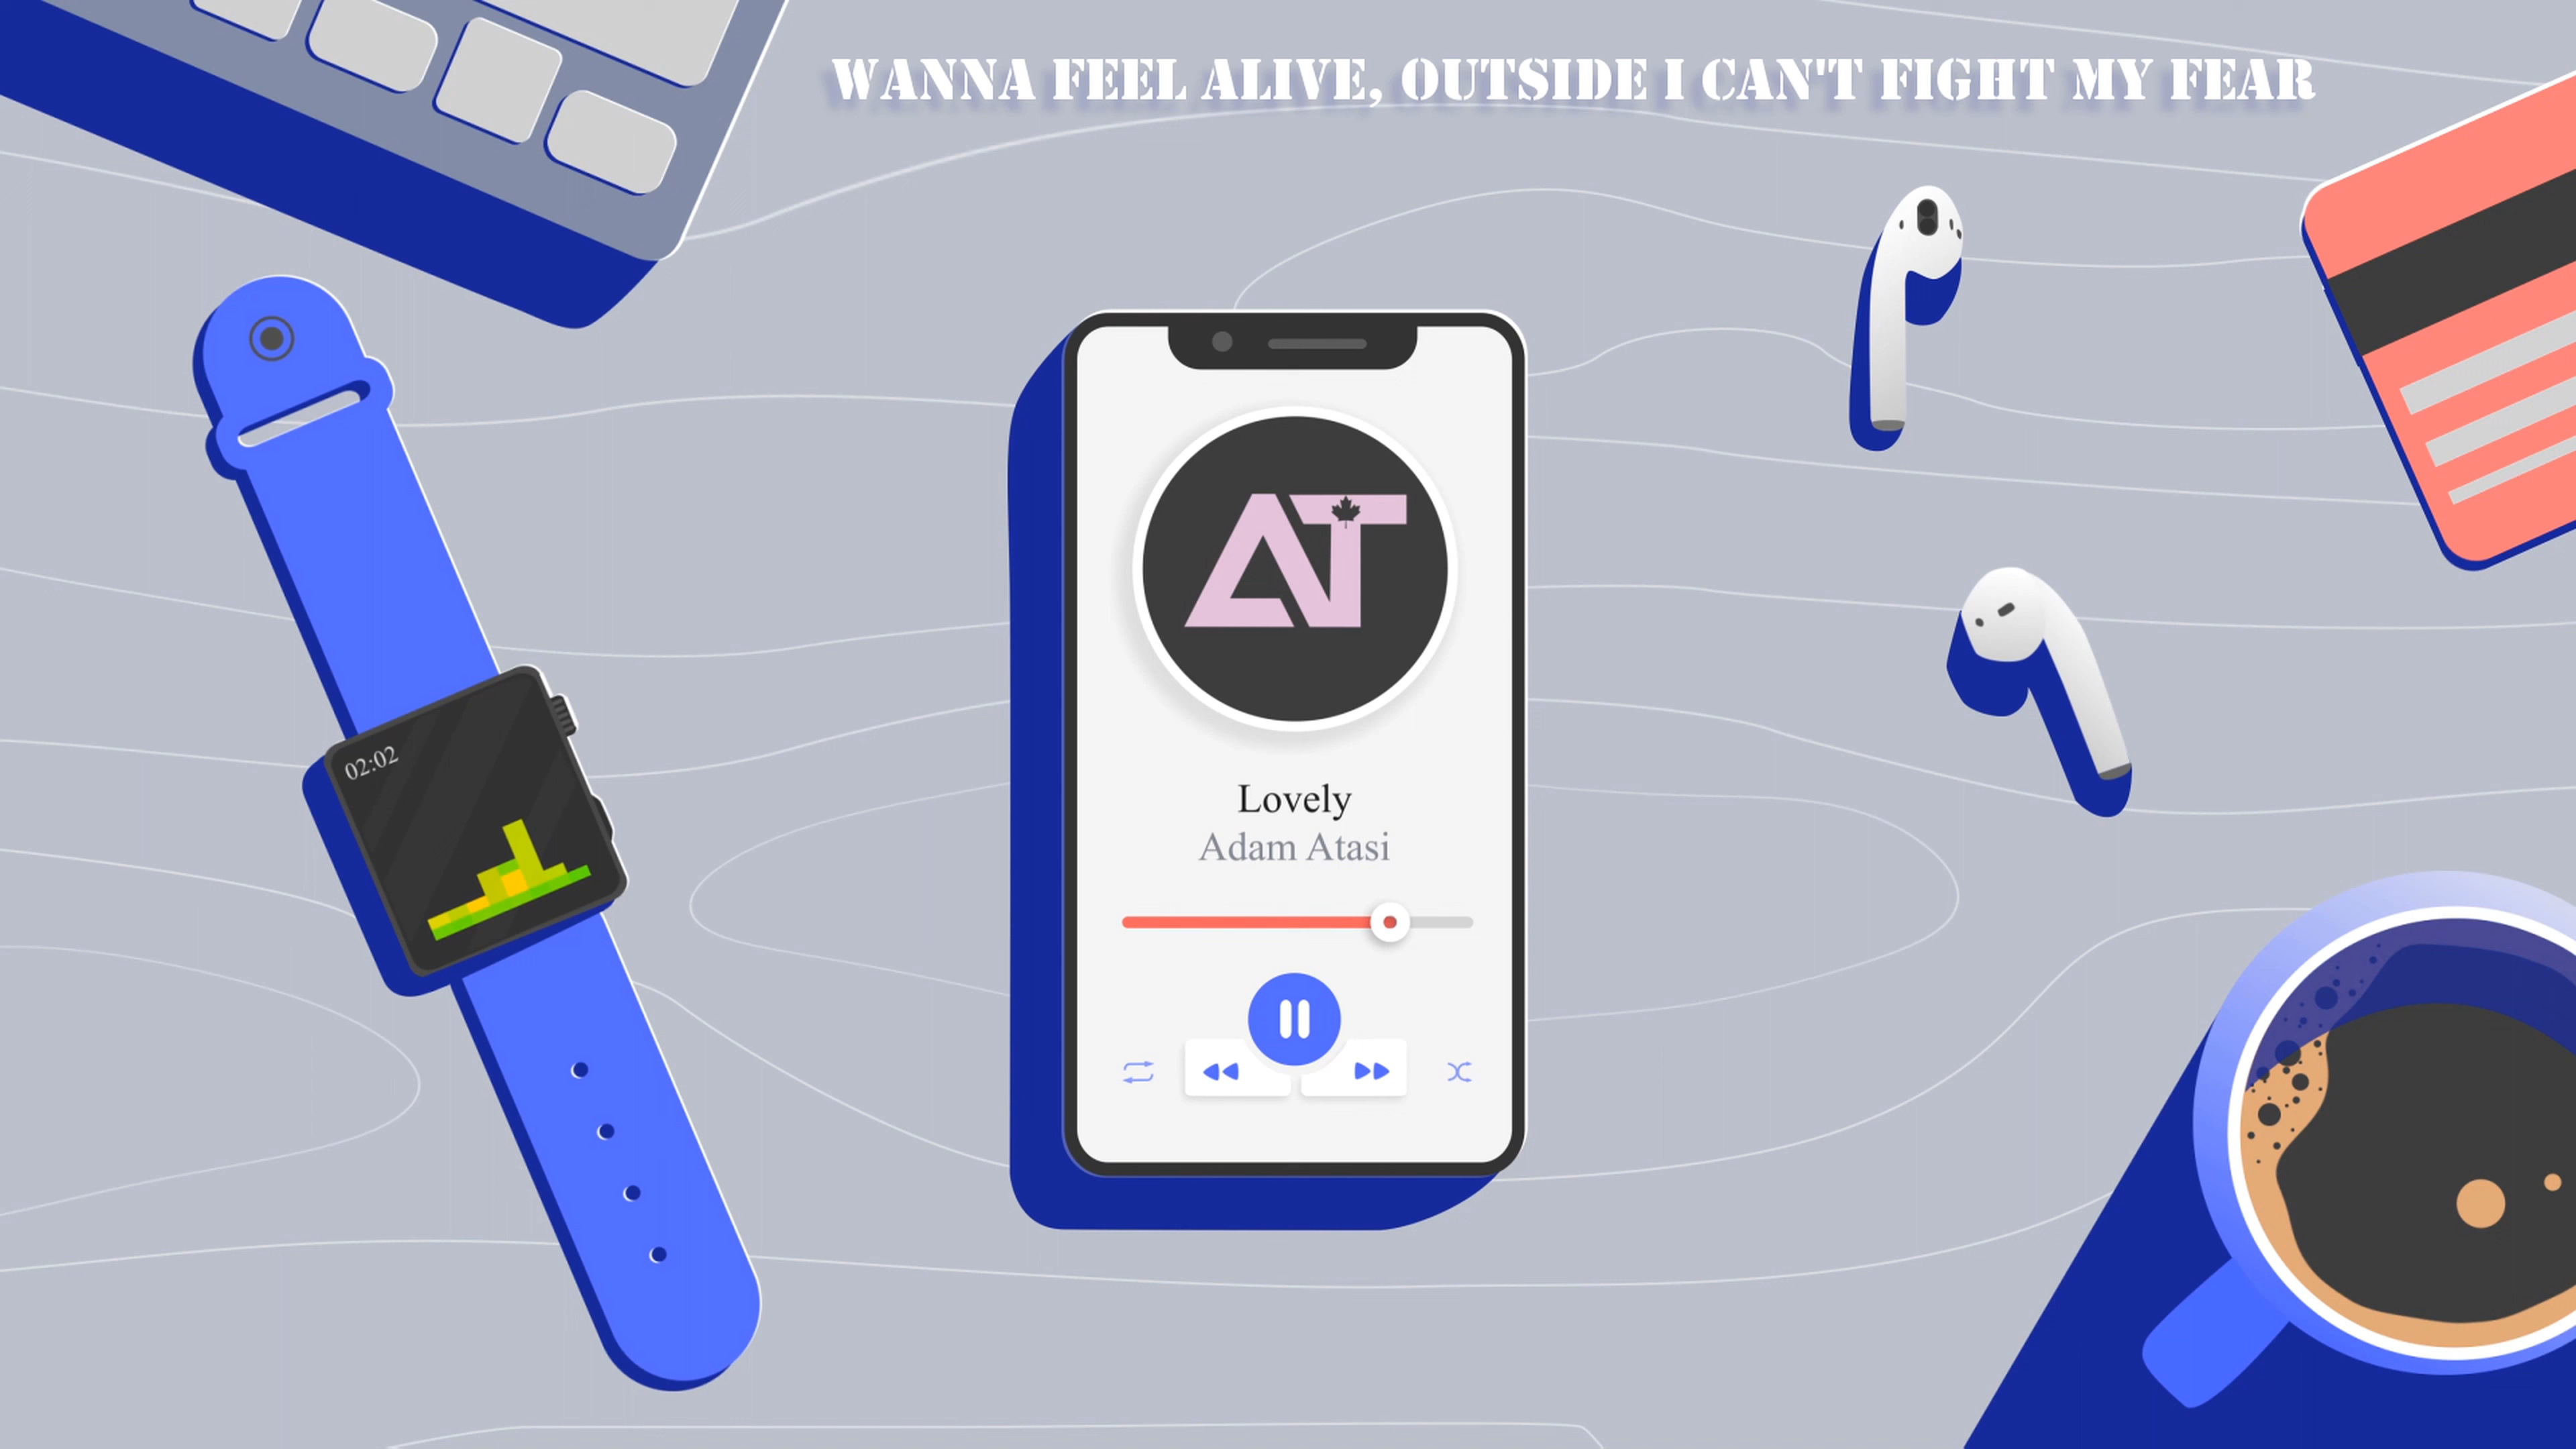 WANNA FEEL ALIVE, OUTSIDE I CAN'T FIGHT MY FEAR
AT
02:02
Lovely
Adam Atasi